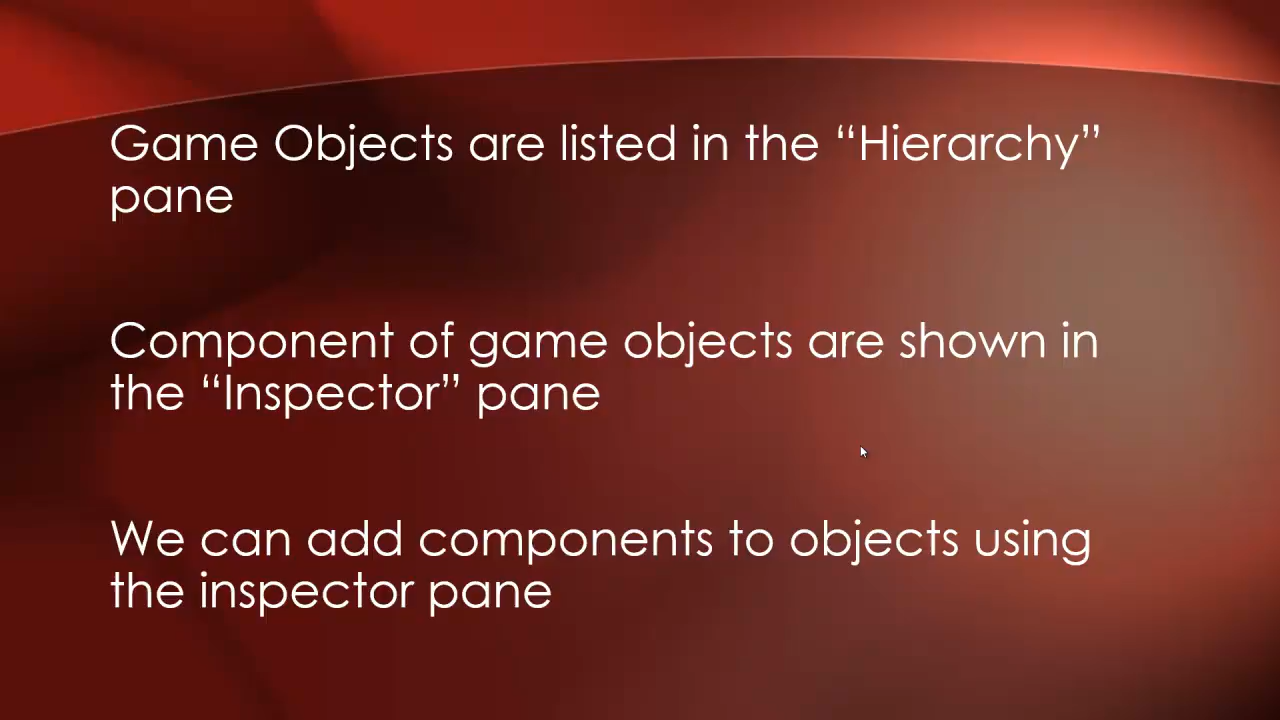 Game Objects are listed in the “Hierarchy”
pane
Component of game objects are shown in
the “Inspector” pane
We can add components to objects using
the inspector pane